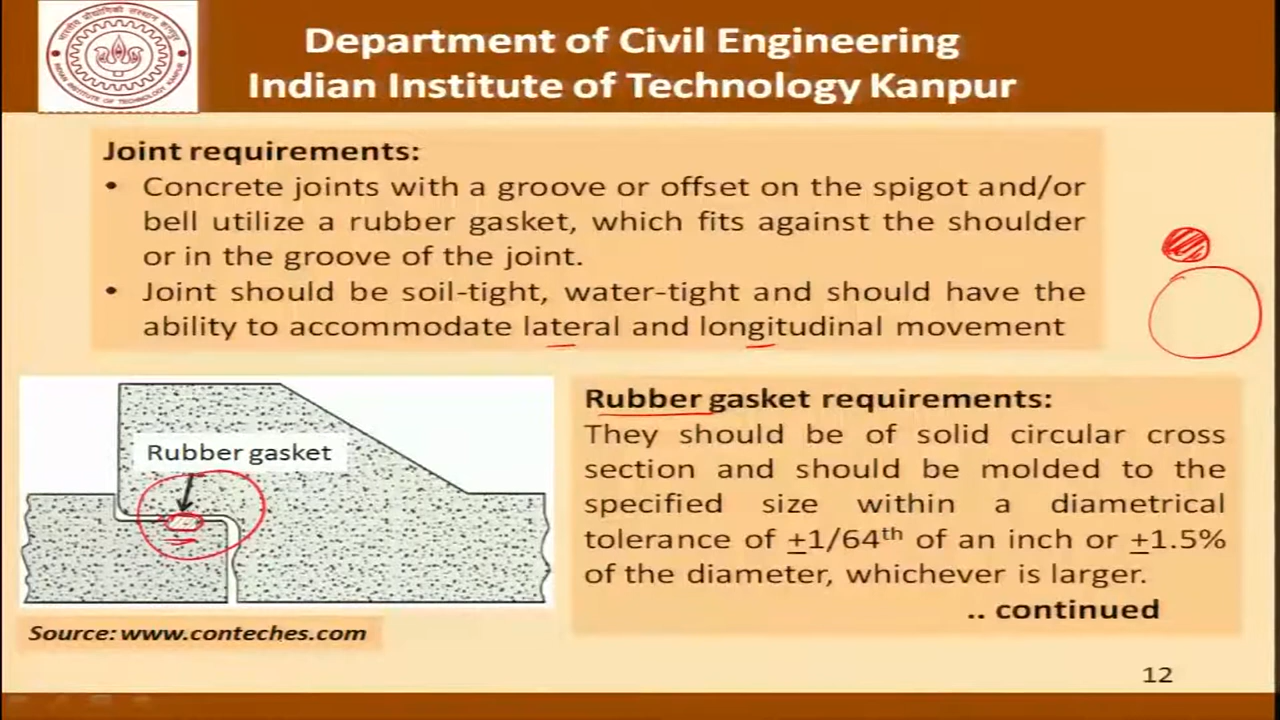 Department of Civil Engineering
Indian Institute of Technology Kanpur
Joint requirements:
• Concrete joints with a groove or offset on the spigot and/or
bell utilize a rubber gasket, which fits against the shoulder
or in the groove of the joint.
• Joint should be soil-tight, water-tight and should have the
ability to accommodate lateral and longitudinal movement
Rubber gasket
Source: www.conteches.com
Rubber gasket requirements:
They should be of solid circular cross
section and should be molded to the
specified size within a diametrical
tolerance of ±1/64th of an inch or ±1.5%
of the diameter, whichever is larger.
.. continued
12